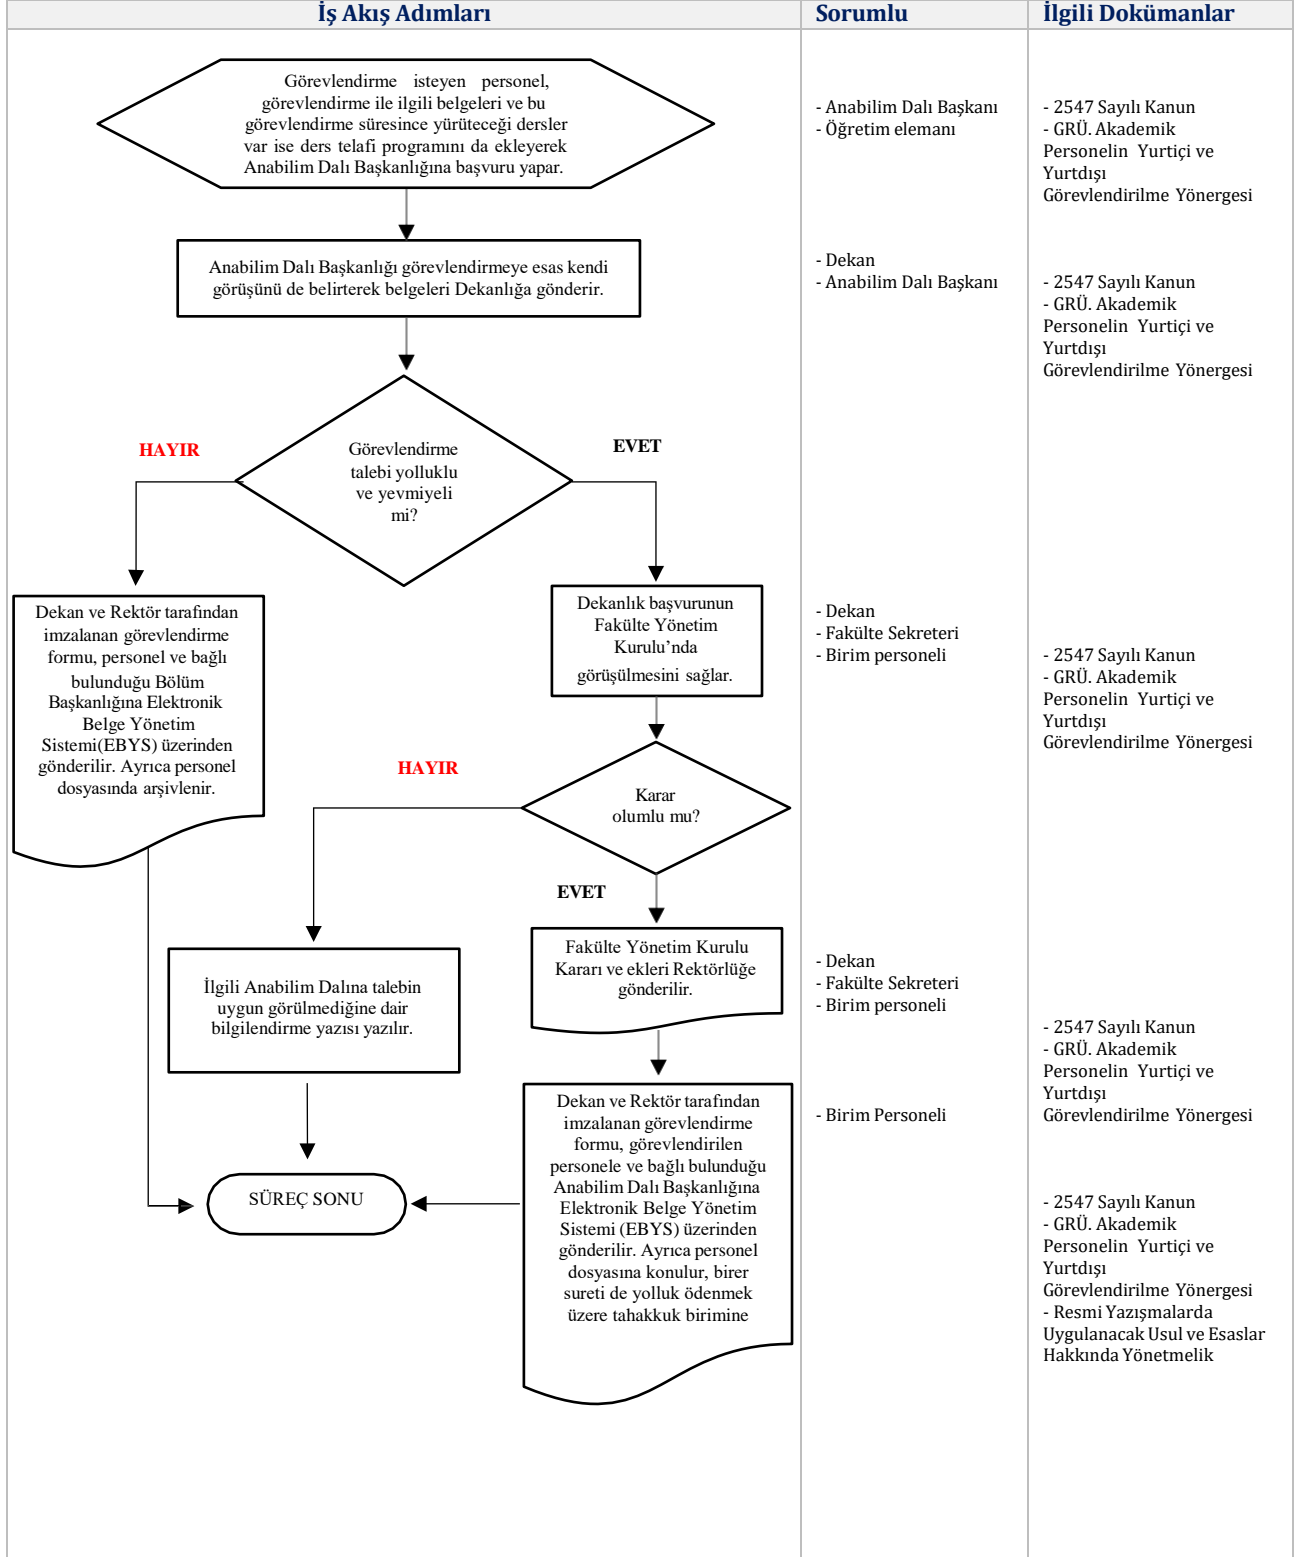 İş Akış Adımları
Sorumlu
İlgili Dokümanlar
Görevlendirme isteyen personel,
görevlendirme ile ilgili belgeleri ve bu
görevlendirme süresince yürüteceği dersler
var ise ders telafi programını da ekleyerek
Anabilim Dalı Başkanlığına başvuru yapar.
- Anabilim Dalı Başkanı
- Öğretim elemanı
- 2547 Sayılı Kanun
- GRÜ. Akademik
Personelin Yurtiçi ve
Yurtdışı
Görevlendirilme Yönergesi
Anabilim Dalı Başkanlığı görevlendirmeye esas kendi
görüşünü de belirterek belgeleri Dekanlığa gönderir.
- Dekan
- Anabilim Dalı Başkanı
- 2547 Sayılı Kanun
- GRÜ. Akademik
Personelin Yurtiçi ve
Yurtdışı
Görevlendirilme Yönergesi
HAYIR
Görevlendirme
talebi yolluklu
ve yevmiyeli
mi?
EVET
Dekan ve Rektör tarafından
imzalanan görevlendirme
formu, personel ve bağlı
bulunduğu Bölüm
Başkanlığına Elektronik
Belge Yönetim
Sistemi(EBYS) üzerinden
gönderilir. Ayrıca personel
dosyasında arşivlenir.
Dekanlık başvurunun
Fakülte Yönetim
Kurulu’nda
görüşülmesini sağlar.
- Dekan
- Fakülte Sekreteri
- Birim personeli
- 2547 Sayılı Kanun
- GRÜ. Akademik
Personelin Yurtiçi ve
Yurtdışı
Görevlendirilme Yönergesi
HAYIR
Karar
olumlu mu?
EVET
İlgili Anabilim Dalına talebin
uygun görülmediğine dair
bilgilendirme yazısı yazılır.
Fakülte Yönetim Kurulu
Kararı ve ekleri Rektörlüğe
gönderilir.
- Dekan
- Fakülte Sekreteri
- Birim personeli
- 2547 Sayılı Kanun
- GRÜ. Akademik
Personelin Yurtiçi ve
Yurtdışı
Görevlendirilme Yönergesi
Dekan ve Rektör tarafından
imzalanan görevlendirme
formu, görevlendirilen
personele ve bağlı bulunduğu
Anabilim Dalı Başkanlığına
Elektronik Belge Yönetim
Sistemi (EBYS) üzerinden
gönderilir. Ayrıca personel
dosyasına konulur, birer
sureti de yolluk ödenmek
üzere tahakkuk birimine
- Birim Personeli
SÜREÇ SONU
- 2547 Sayılı Kanun
- GRÜ. Akademik
Personelin Yurtiçi ve
Yurtdışı
Görevlendirilme Yönergesi
- Resmi Yazışmalarda
Uygulanacak Usul ve Esaslar
Hakkında Yönetmelik